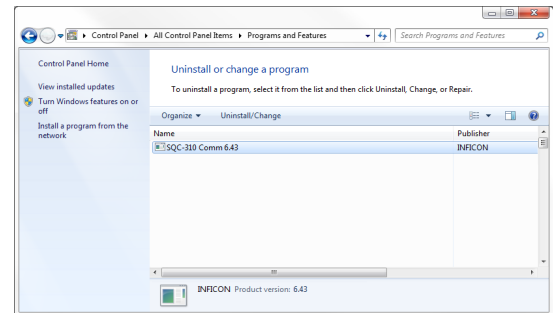 Control Panel ▸ All Control Panel Items ▸ Programs and Features
Search Programs and Features
Control Panel Home
View installed updates
Turn Windows features on or
off
Install a program from the
network
Uninstall or change a program
To uninstall a program, select it from the list and then click Uninstall, Change, or Repair.
Organize Uninstall/Change
Name Publisher
SQC-310 Comm 6.43 INFICON
INFICON Product version: 6.43